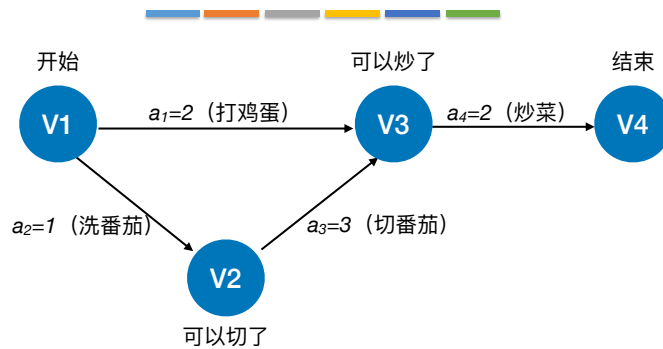 开始
可以炒了
结束
V1
a₁=2（打鸡蛋）
V3
a₄=2（炒菜）
V4
a₂=1（洗番茄）
a₃=3（切番茄）
V2
可以切了